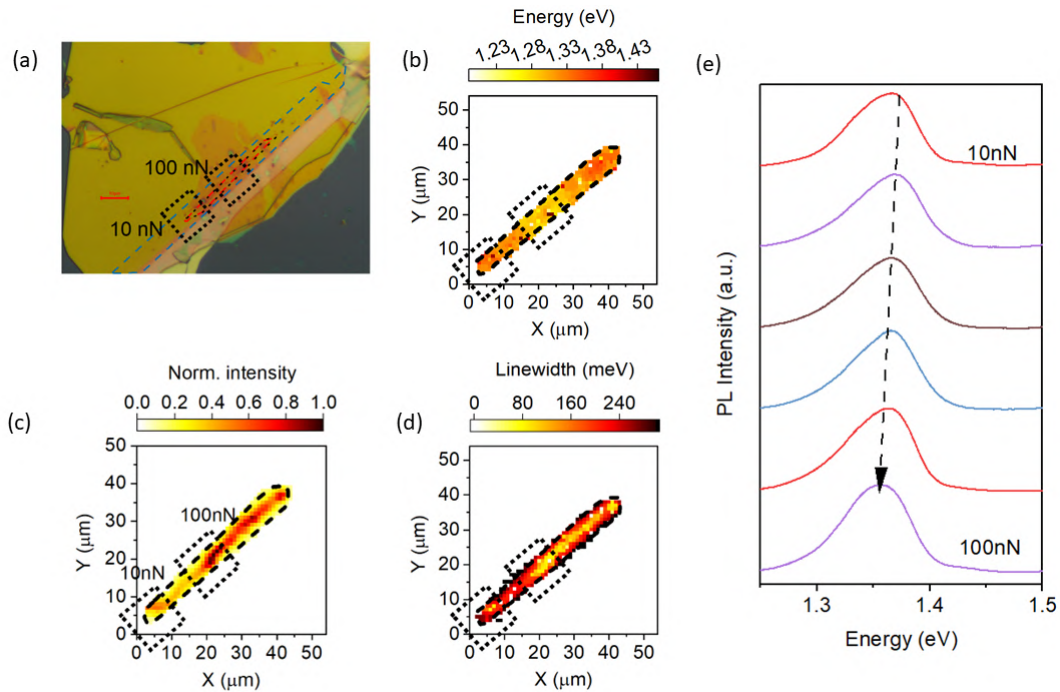 (a)
100 nN
10 nN
(b)
Energy (eV)
1.23
1.28
1.33
1.38
1.43
50
40
30
20
10
0
Y (μm)
0 10 20 30 40 50
X (μm)
(c)
Norm. intensity
0.0 0.2 0.4 0.6 0.8 1.0
50
40
30
20
10
0
Y (μm)
100nN
10nN
0 10 20 30 40 50
X (μm)
(d)
Linewidth (meV)
0 80 160 240
50
40
30
20
10
0
Y (μm)
0 10 20 30 40 50
X (μm)
(e)
PL Intensity (a.u.)
10nN
100nN
1.3 1.4 1.5
Energy (eV)